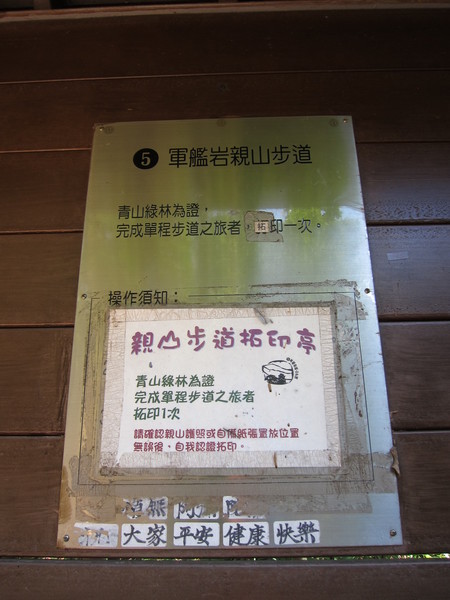 5 軍艦岩親山步道
青山綠林為證,
完成單程步道之旅者,拓印一次。
操作須知：
親山步道拓印亭
青山綠林為證
完成單程步道之旅者
拓印1次
請確認親山護照或自備紙張置放位置
無誤後，自我認證拓印。
大家 平安 健康 快樂